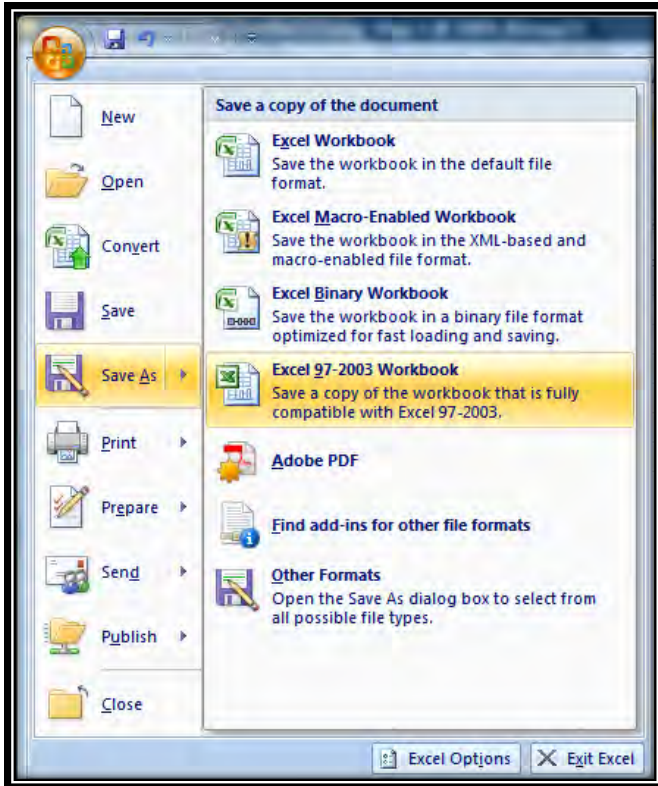 New
Open
Convert
Save
Save As
Print
Prepare
Send
Publish
Close
Save a copy of the document
Excel Workbook
Save the workbook in the default file
format.
Excel Macro-Enabled Workbook
Save the workbook in the XML-based and
macro-enabled file format.
Excel Binary Workbook
Save the workbook in a binary file format
optimized for fast loading and saving.
Excel 97-2003 Workbook
Save a copy of the workbook that is fully
compatible with Excel 97-2003.
Adobe PDF
Find add-ins for other file formats
Other Formats
Open the Save As dialog box to select from
all possible file types.
Excel Options
Exit Excel